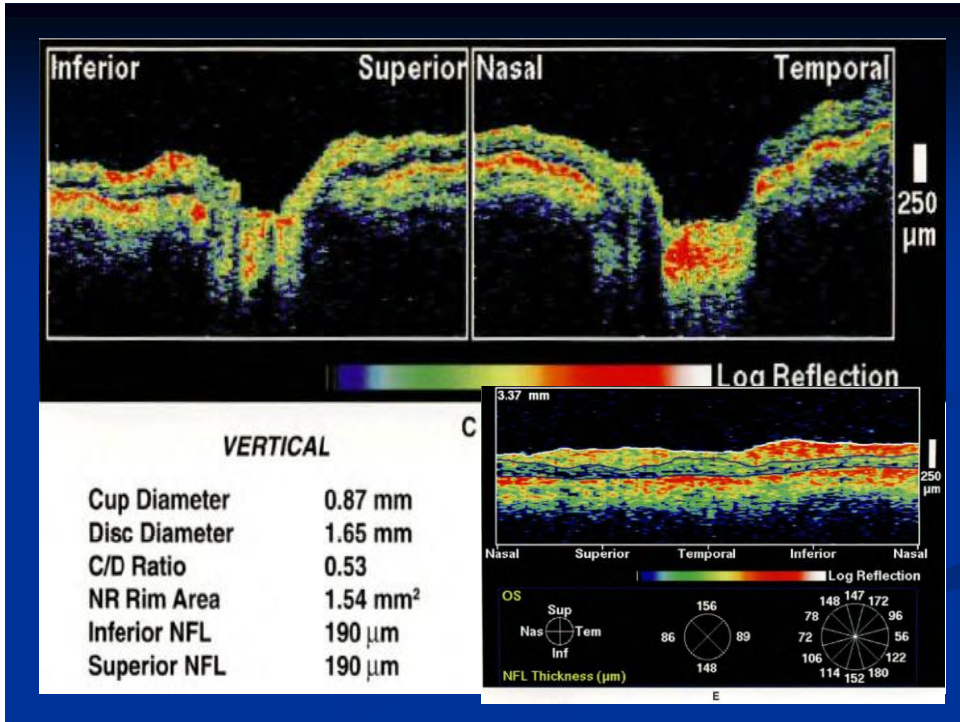 Inferior Superior Nasal Temporal
250
µm
Log Reflection
C
VERTICAL
Cup Diameter 0.87 mm
Disc Diameter 1.65 mm
C/D Ratio 0.53
NR Rim Area 1.54 mm²
Inferior NFL 190 µm
Superior NFL 190 µm
3.37 mm
250
µm
Nasal Superior Temporal Inferior Nasal
Log Reflection
OS
Sup
Nas Tem
Inf
NFL Thickness (µm)
156
86 89
148
148 147 172
78 96
72 56
106 122
114 152 180
E